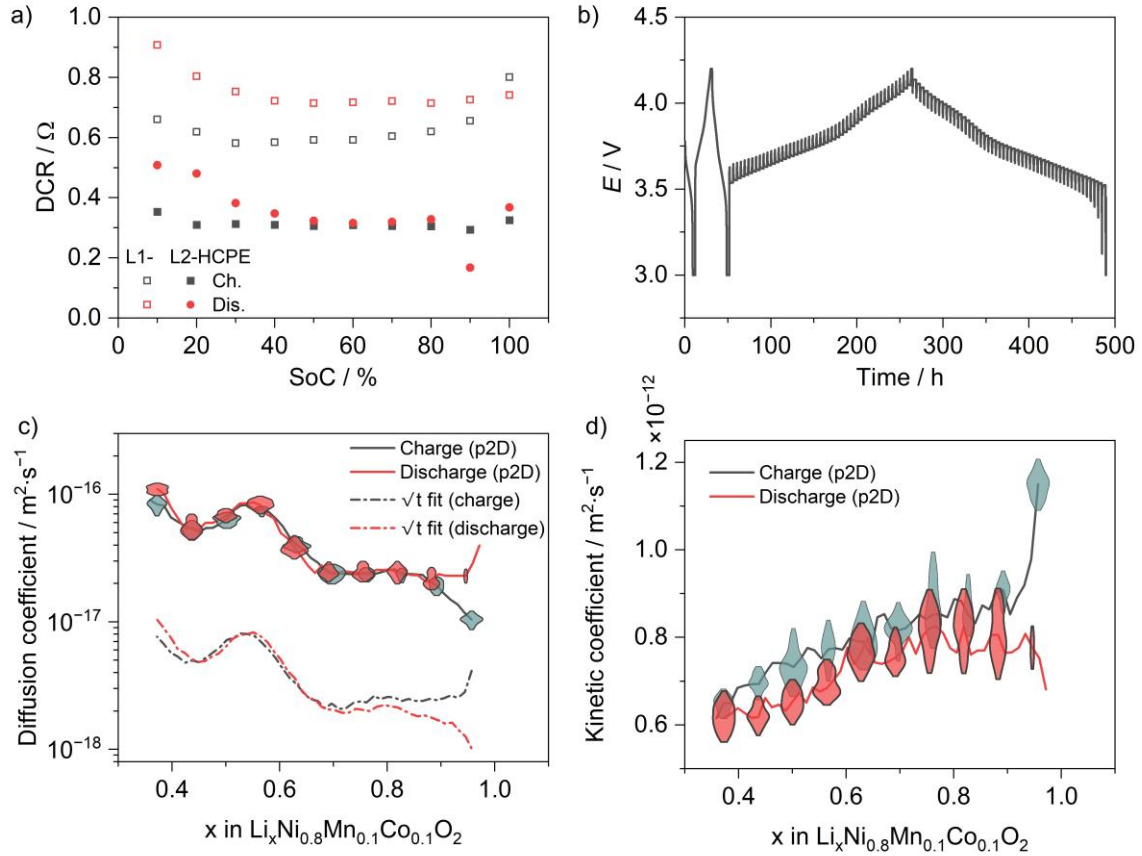 a)
1.0
0.8
0.6
0.4
0.2
0.0
DCR / Ω
L1- L2-HCPE
Ch.
Dis.
0 20 40 60 80 100
SoC / %
b)
4.5
4.0
3.5
3.0
E / V
0 100 200 300 400 500
Time / h
c)
10⁻¹⁶
10⁻¹⁷
10⁻¹⁸
Diffusion coefficient / m²·s⁻¹
Charge (p2D)
Discharge (p2D)
√t fit (charge)
√t fit (discharge)
0.4 0.6 0.8 1.0
x in LiₓNi₀.₈Mn₀.₁Co₀.₁O₂
d)
×10⁻¹²
1.2
1.0
0.8
0.6
Kinetic coefficient / m²·s⁻¹
Charge (p2D)
Discharge (p2D)
0.4 0.6 0.8 1.0
x in LiₓNi₀.₈Mn₀.₁Co₀.₁O₂